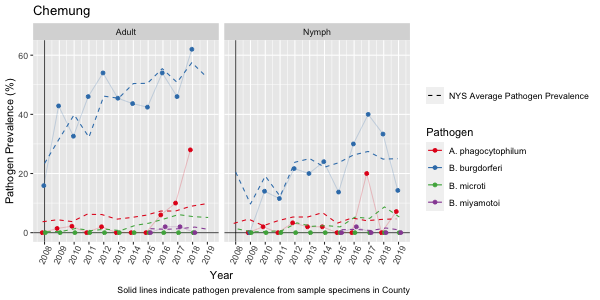 Chemung
Adult
Nymph
Pathogen Prevalence (%)
60
40
20
0
2008
2009
2010
2011
2012
2013
2014
2015
2016
2017
2018
2019
2008
2009
2010
2011
2012
2013
2014
2015
2016
2017
2018
2019
Year
NYS Average Pathogen Prevalence
Pathogen
A. phagocytophilum
B. burgdorferi
B. microti
B. miyamotoi
Solid lines indicate pathogen prevalence from sample specimens in County